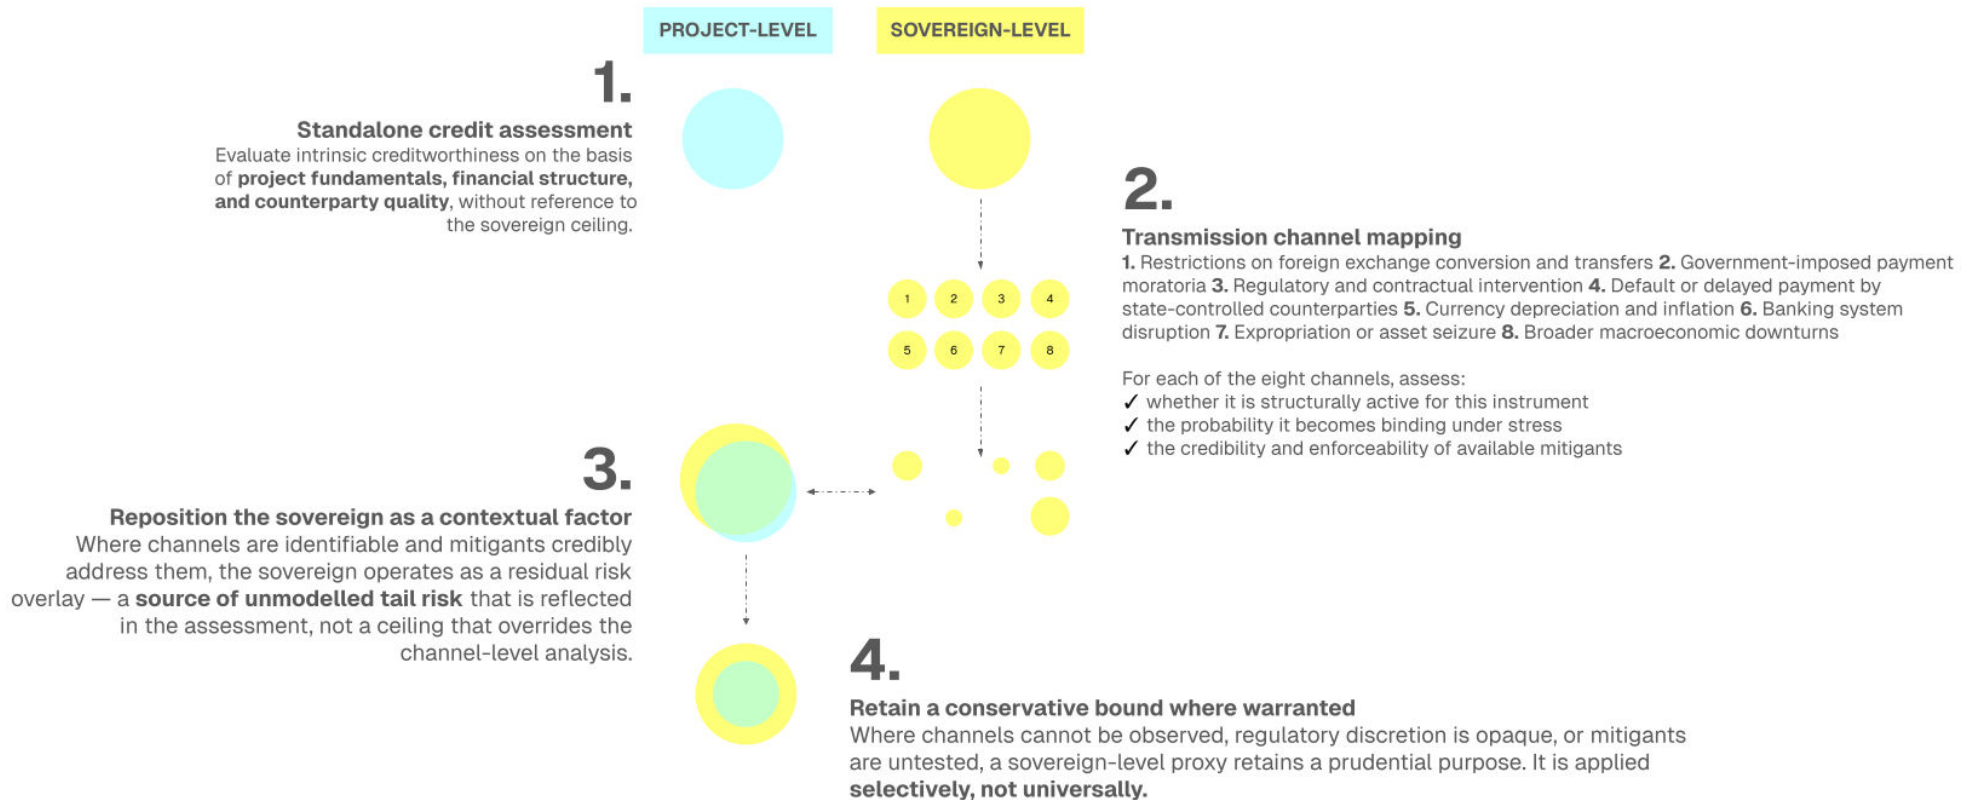 PROJECT-LEVEL
SOVEREIGN-LEVEL
1.
Standalone credit assessment
Evaluate intrinsic creditworthiness on the basis
of project fundamentals, financial structure,
and counterparty quality, without reference to
the sovereign ceiling.
2.
Transmission channel mapping
1. Restrictions on foreign exchange conversion and transfers 2. Government-imposed payment
moratoria 3. Regulatory and contractual intervention 4. Default or delayed payment by
state-controlled counterparties 5. Currency depreciation and inflation 6. Banking system
disruption 7. Expropriation or asset seizure 8. Broader macroeconomic downturns
For each of the eight channels, assess:
✓ whether it is structurally active for this instrument
✓ the probability it becomes binding under stress
✓ the credibility and enforceability of available mitigants
1 2 3 4
5 6 7 8
3.
Reposition the sovereign as a contextual factor
Where channels are identifiable and mitigants credibly
address them, the sovereign operates as a residual risk
overlay — a source of unmodelled tail risk that is reflected
in the assessment, not a ceiling that overrides the
channel-level analysis.
4.
Retain a conservative bound where warranted
Where channels cannot be observed, regulatory discretion is opaque, or mitigants
are untested, a sovereign-level proxy retains a prudential purpose. It is applied
selectively, not universally.